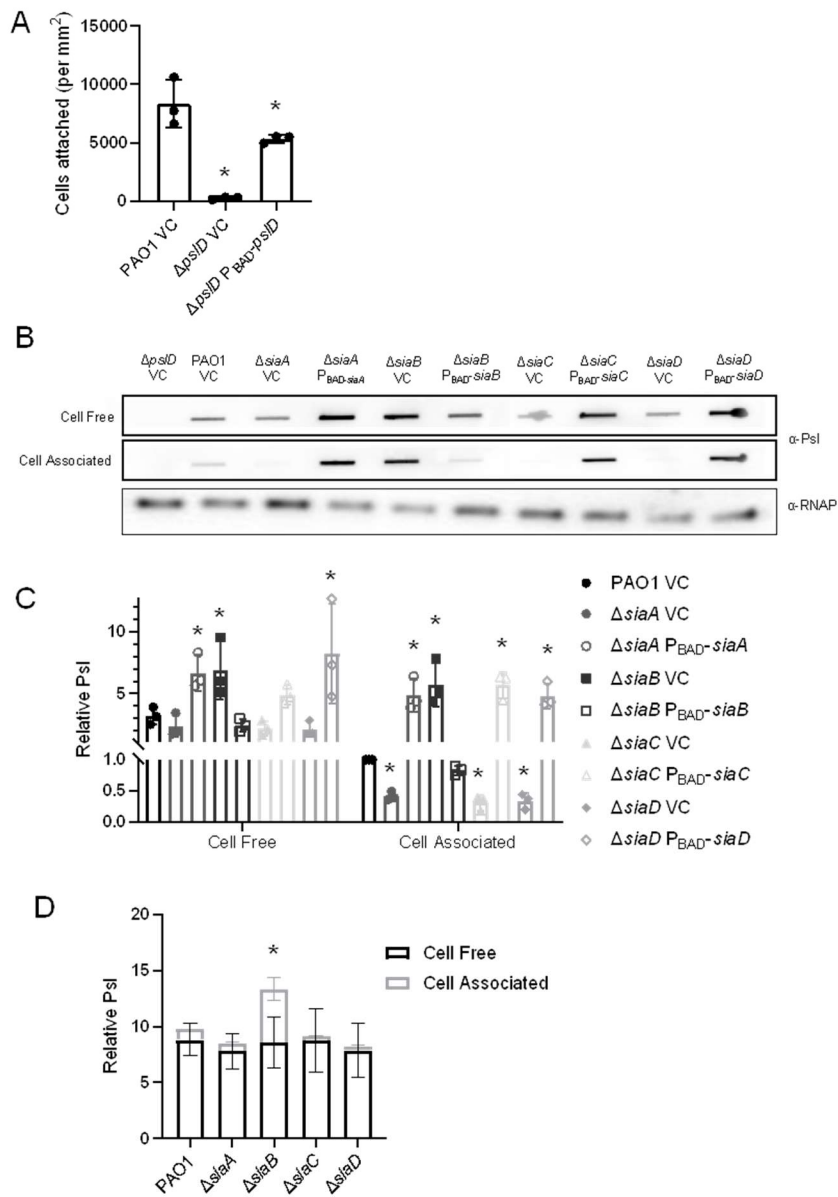 A
Cells attached (per mm²)
15000
10000
5000
0
*
*
PAO1 VC
ΔpslD VC
ΔpslD PBAD-pslD
B
ΔpslD VC
PAO1 VC
ΔsiaA VC
ΔsiaA PBAD-siaA
ΔsiaB VC
ΔsiaB PBAD-siaB
ΔsiaC VC
ΔsiaC PBAD-siaC
ΔsiaD VC
ΔsiaD PBAD-siaD
Cell Free
Cell Associated
α-Psl
α-RNAP
C
Relative Psl
10
5
1.0
0.5
0.0
* * *
* * * * * * *
Cell Free
Cell Associated
PAO1 VC
ΔsiaA VC
ΔsiaA PBAD-siaA
ΔsiaB VC
ΔsiaB PBAD-siaB
ΔsiaC VC
ΔsiaC PBAD-siaC
ΔsiaD VC
ΔsiaD PBAD-siaD
D
Relative Psl
20
15
10
5
0
*
Cell Free
Cell Associated
PAO1
ΔsiaA
ΔsiaB
ΔsiaC
ΔsiaD